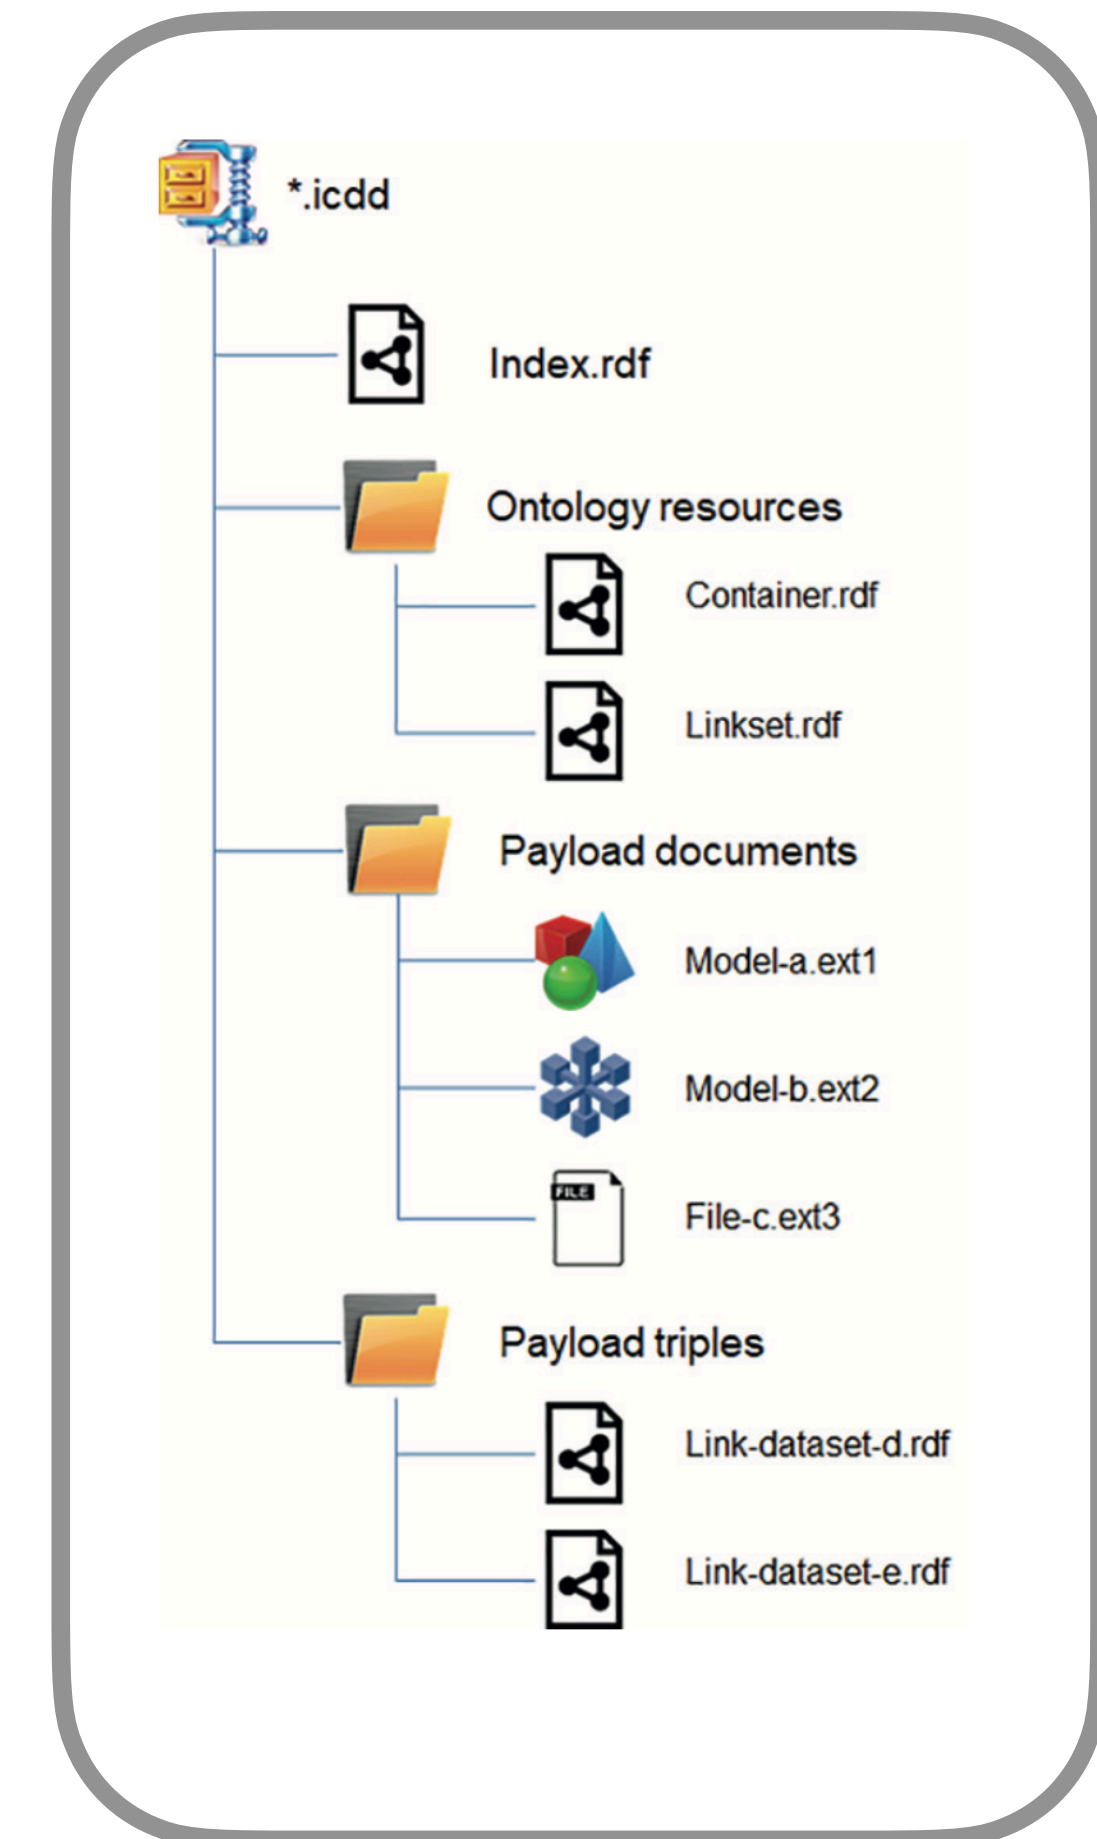 *.icdd
Index.rdf
Ontology resources
Container.rdf
Linkset.rdf
Payload documents
Model-a.ext1
Model-b.ext2
FILE
File-c.ext3
Payload triples
Link-dataset-d.rdf
Link-dataset-e.rdf